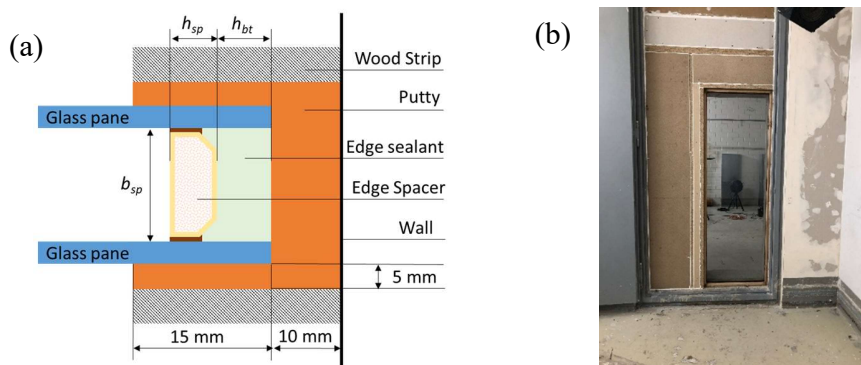 (a)
h_sp h_bt
Wood Strip
Putty
Glass pane
Edge sealant
b_sp
Edge Spacer
Wall
Glass pane
5 mm
15 mm 10 mm
(b)